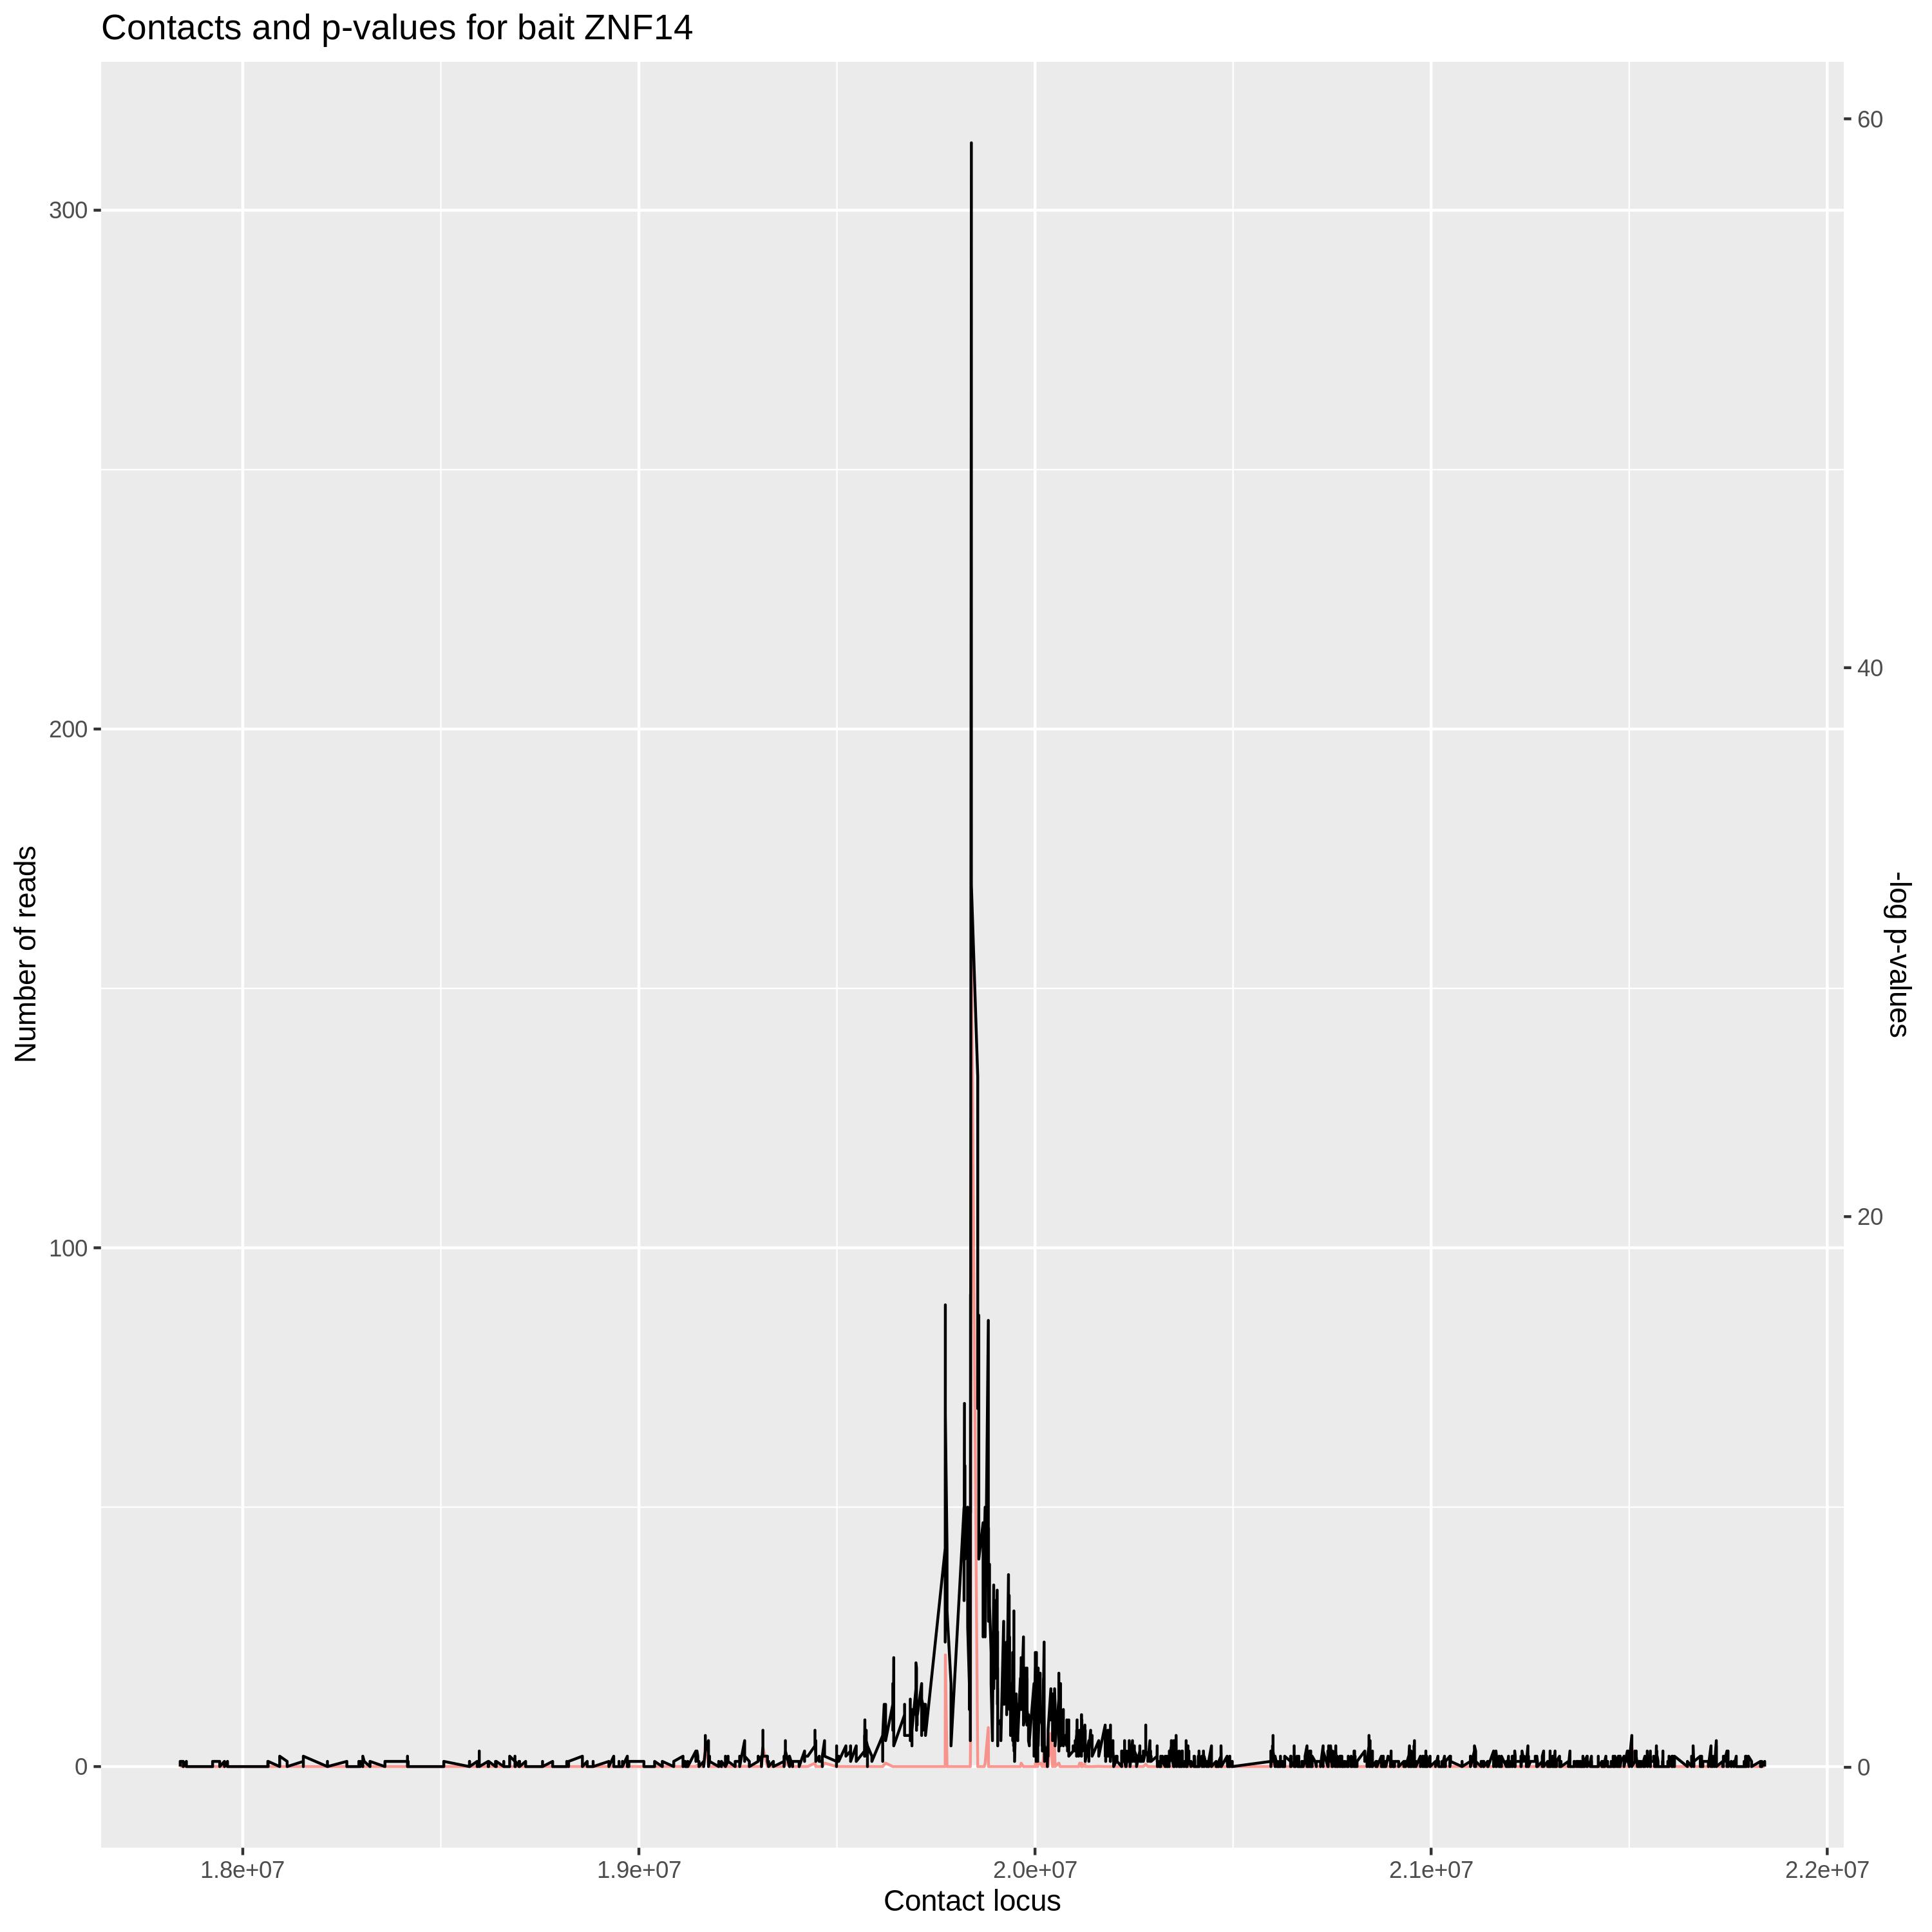 Contacts and p-values for bait ZNF14
300
200
100
0
60
40
20
0
Number of reads
-log p-values
1.8e+07
1.9e+07
2.0e+07
2.1e+07
2.2e+07
Contact locus